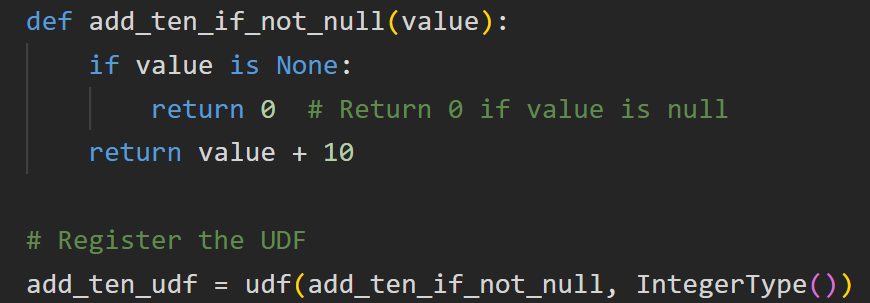 def add_ten_if_not_null(value):
    if value is None:
        return 0  # Return 0 if value is null
    return value + 10

# Register the UDF
add_ten_udf = udf(add_ten_if_not_null, IntegerType())